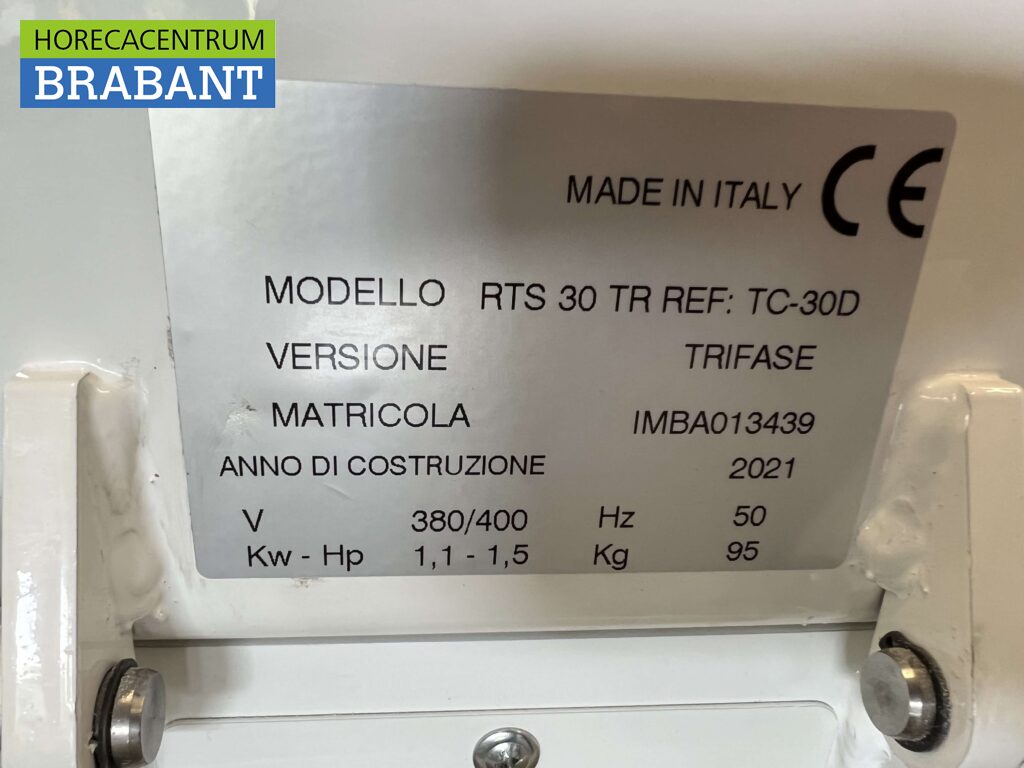 HORECACENTRUM
BRABANT
MADE IN ITALY CE
MODELLO RTS 30 TR REF: TC-30D
VERSIONE TRIFASE
MATRICOLA IMBA013439
ANNO DI COSTRUZIONE 2021
V 380/400 Hz 50
Kw - Hp 1,1 - 1,5 Kg 95